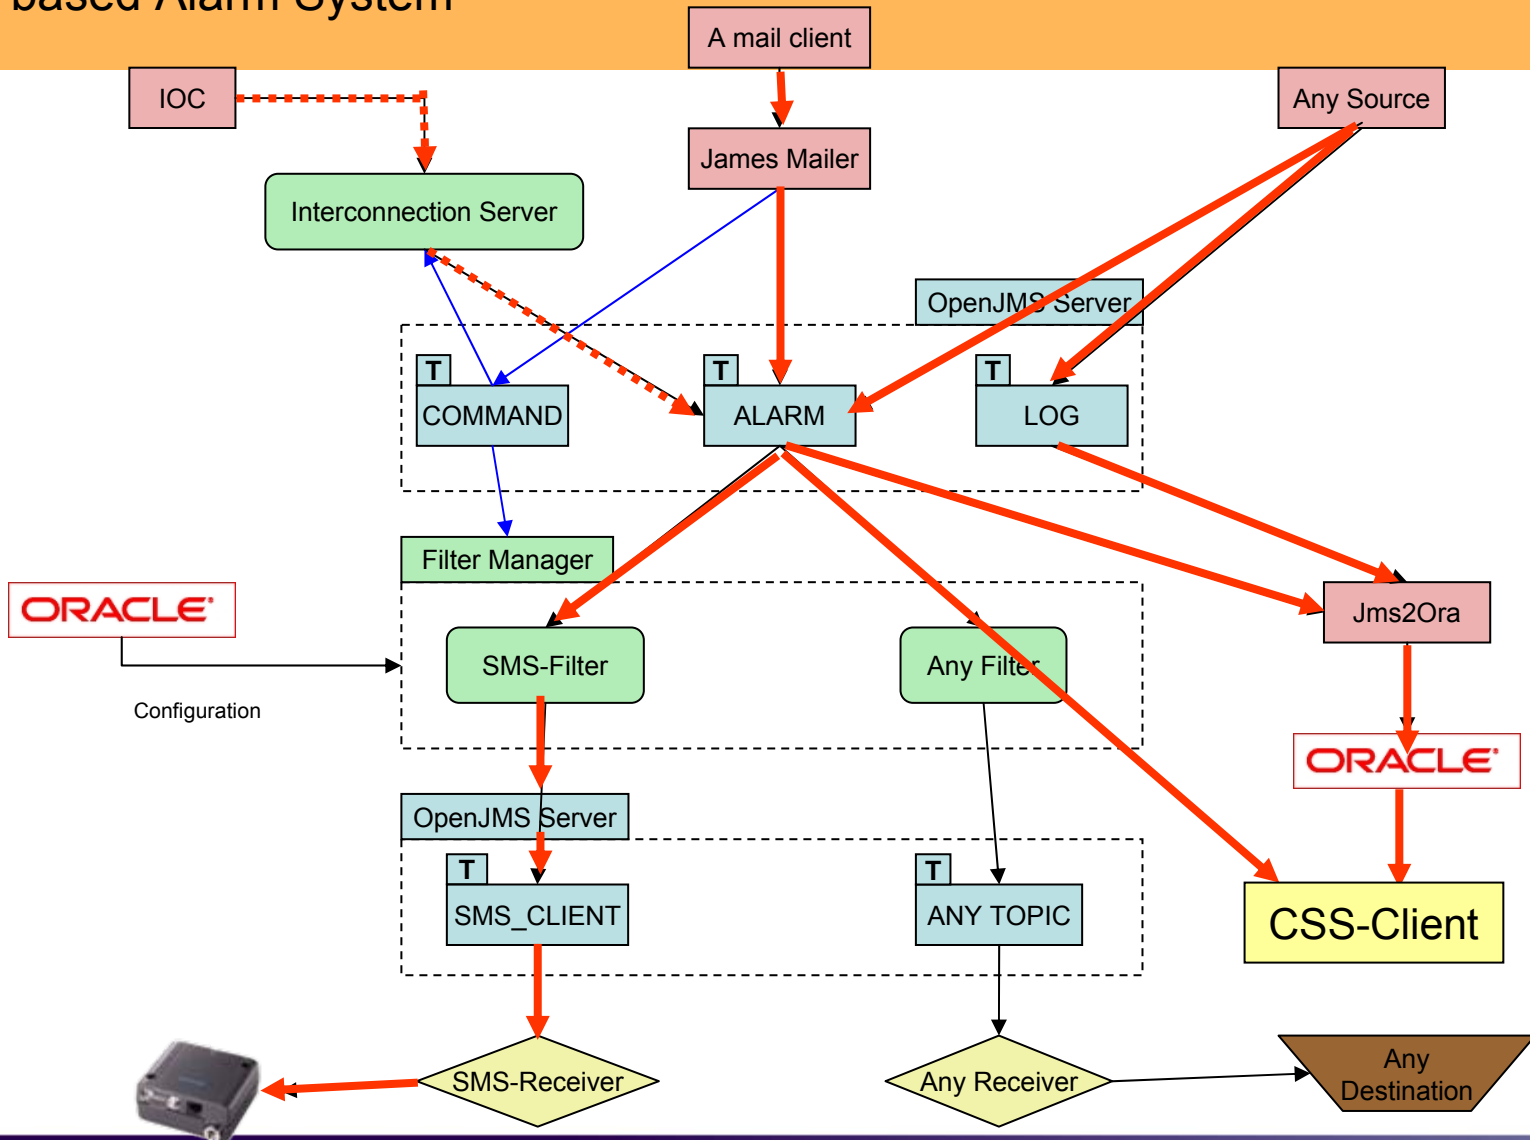 based Alarm System
A mail client
IOC
Any Source
James Mailer
Interconnection Server
OpenJMS Server
T
T
T
COMMAND
ALARM
LOG
Filter Manager
ORACLE
Jms2Ora
SMS-Filter
Any Filter
Configuration
ORACLE
OpenJMS Server
T
T
SMS_CLIENT
ANY TOPIC
CSS-Client
SMS-Receiver
Any Receiver
Any
Destination